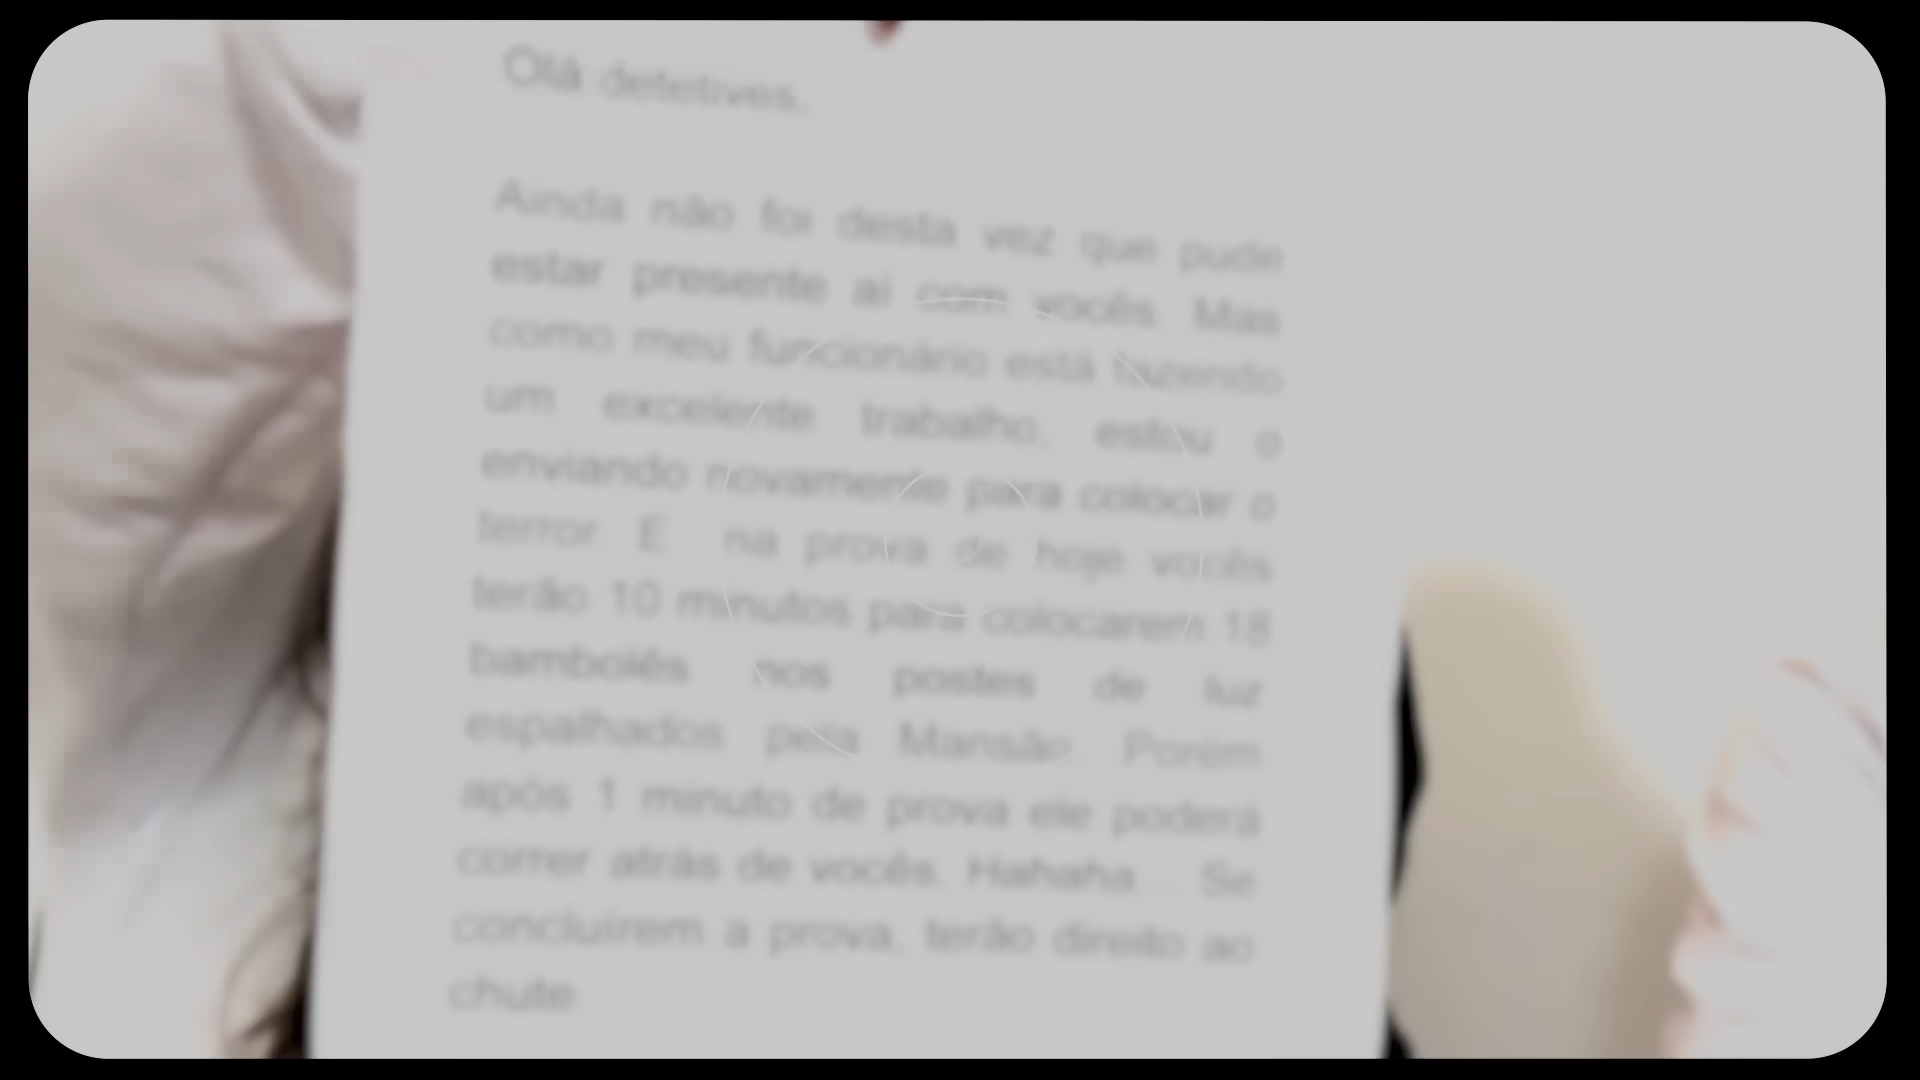 Olá detetives,
Ainda não foi desta vez que pude
estar presente aí com vocês. Mas
como meu funcionário está fazendo
um excelente trabalho, estou o
enviando novamente para colocar o
terror. E na prova de hoje vocês
terão 10 minutos para colocarem 18
bambolês nos postes de luz
espalhados pela Mansão. Porém
após 1 minuto de prova ele poderá
correr atrás de vocês. Hahaha... Se
concluírem a prova, terão direito ao
chute.